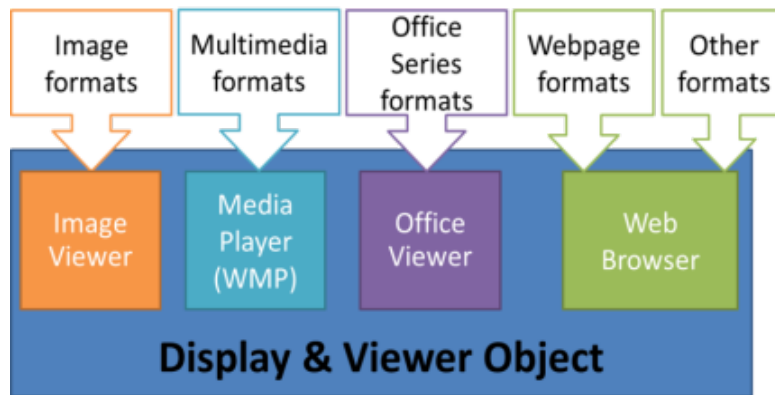 Image
formats
Multimedia
formats
Office
Series
formats
Webpage
formats
Other
formats
Image
Viewer
Media
Player
(WMP)
Office
Viewer
Web
Browser
Display & Viewer Object